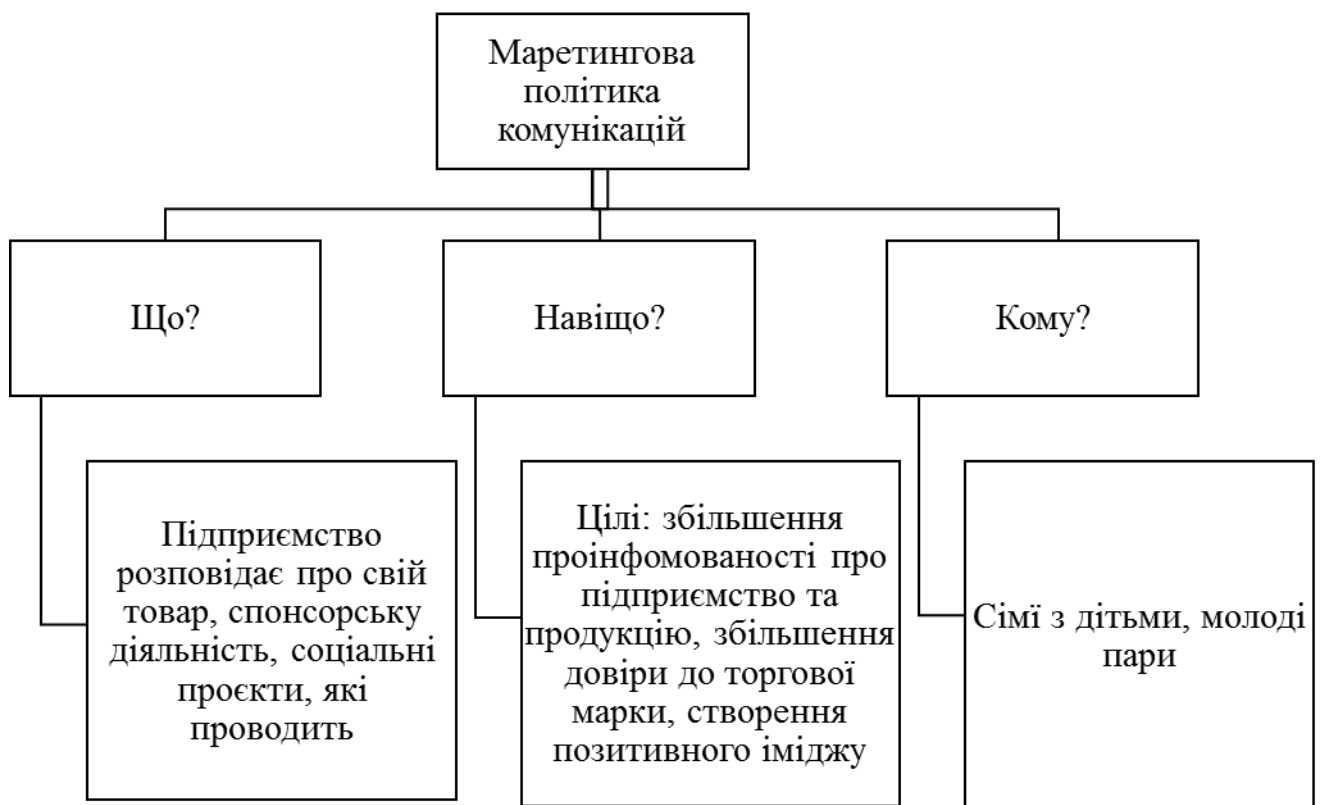 Маретингова
політика
комунікацій
Що?
Навіщо?
Кому?
Підприємство
розповідає про свій
товар, спонсорську
діяльність, соціальні
проєкти, які
проводить
Цілі: збільшення
проінфомованості про
підприємство та
продукцію, збільшення
довіри до торгової
марки, створення
позитивного іміджу
Сімї з дітьми, молоді
пари